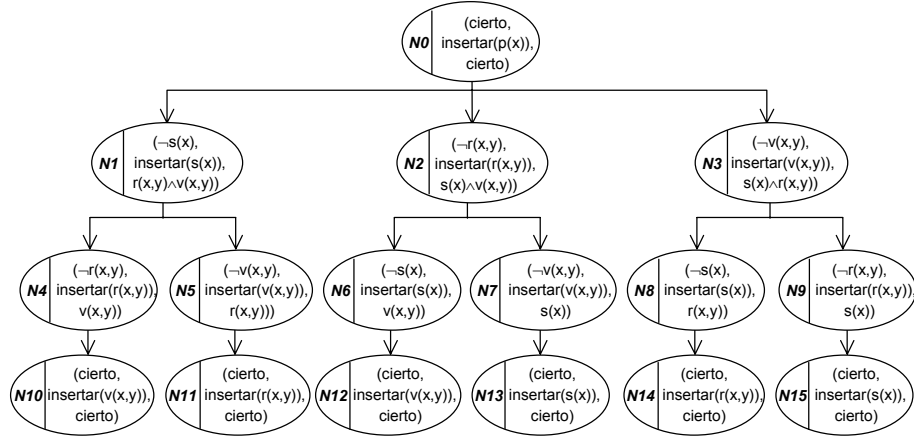 N0 (cierto,
insertar(p(x)),
cierto)
N1 (¬s(x),
insertar(s(x)),
r(x,y)∧v(x,y))
N2 (¬r(x,y),
insertar(r(x,y)),
s(x)∧v(x,y))
N3 (¬v(x,y),
insertar(v(x,y)),
s(x)∧r(x,y))
N4 (¬r(x,y),
insertar(r(x,y)),
v(x,y))
N5 (¬v(x,y),
insertar(v(x,y)),
r(x,y)))
N6 (¬s(x),
insertar(s(x)),
v(x,y))
N7 (¬v(x,y),
insertar(v(x,y)),
s(x))
N8 (¬s(x),
insertar(s(x)),
r(x,y))
N9 (¬r(x,y),
insertar(r(x,y)),
s(x))
N10 (cierto,
insertar(v(x,y)),
cierto)
N11 (cierto,
insertar(r(x,y)),
cierto)
N12 (cierto,
insertar(v(x,y)),
cierto)
N13 (cierto,
insertar(s(x)),
cierto)
N14 (cierto,
insertar(r(x,y)),
cierto)
N15 (cierto,
insertar(s(x)),
cierto)